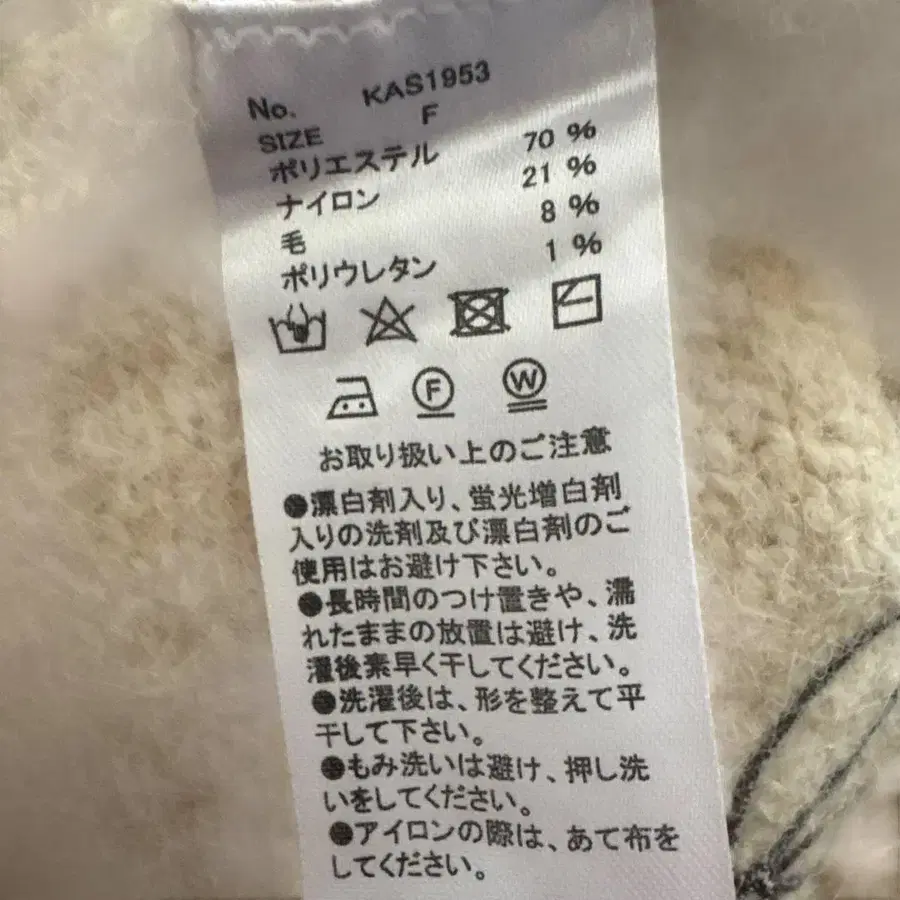 No. KAS1953
SIZE F
ポリエステル 70 %
ナイロン 21 %
毛 8 %
ポリウレタン 1 %
F W
お取り扱い上のご注意
●漂白剤入り、蛍光増白剤
入りの洗剤及び漂白剤のご
使用はお避け下さい。
●長時間のつけ置きや、濡
れたままの放置は避け、洗
濯後素早く干してください。
●洗濯後は、形を整えて平
干して下さい。
●もみ洗いは避け、押し洗
いをしてください。
●アイロンの際は、あて布を
してください。